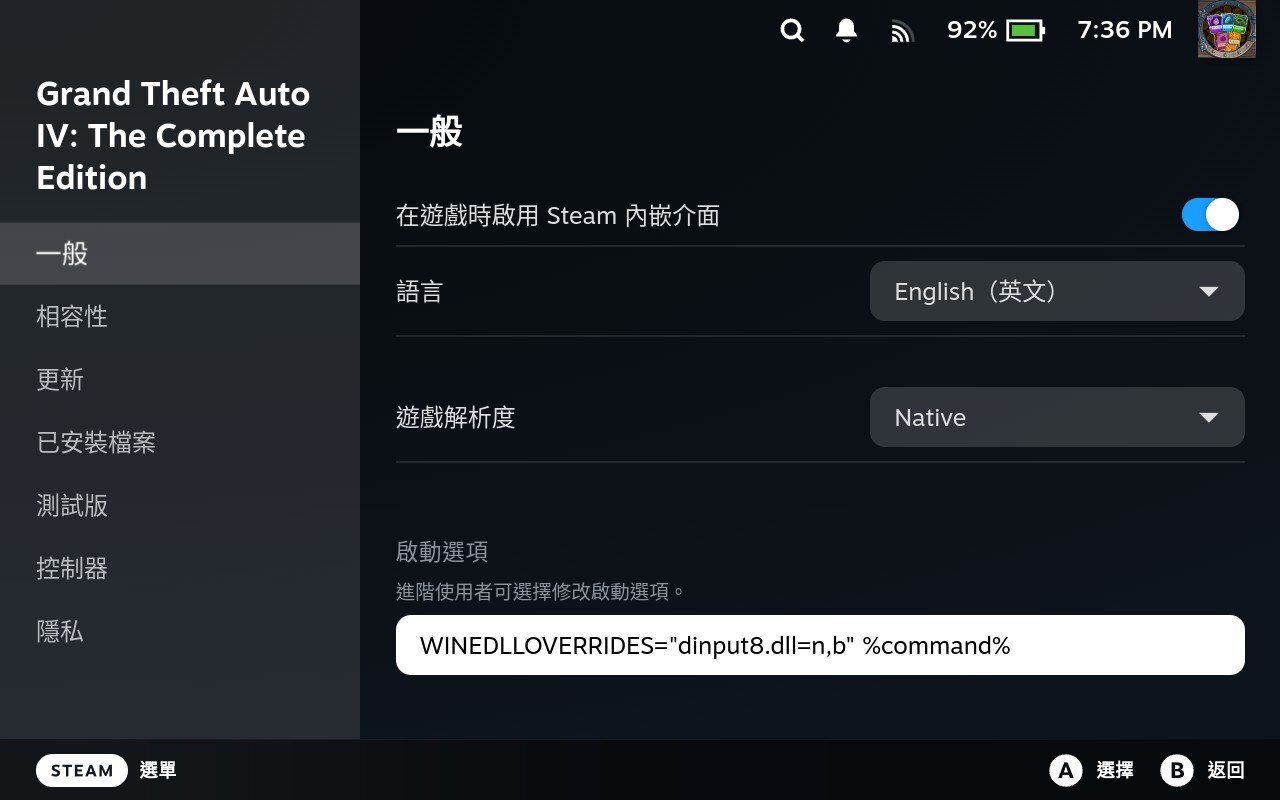 92%
7:36 PM
Grand Theft Auto
IV: The Complete
Edition
一般
相容性
更新
已安裝檔案
測試版
控制器
隱私
一般
在遊戲時啟用 Steam 內嵌介面
語言
English（英文）
遊戲解析度
Native
啟動選項
進階使用者可選擇修改啟動選項。
WINEDLLOVERRIDES="dinput8.dll=n,b" %command%
STEAM 選單
A 選擇 B 返回